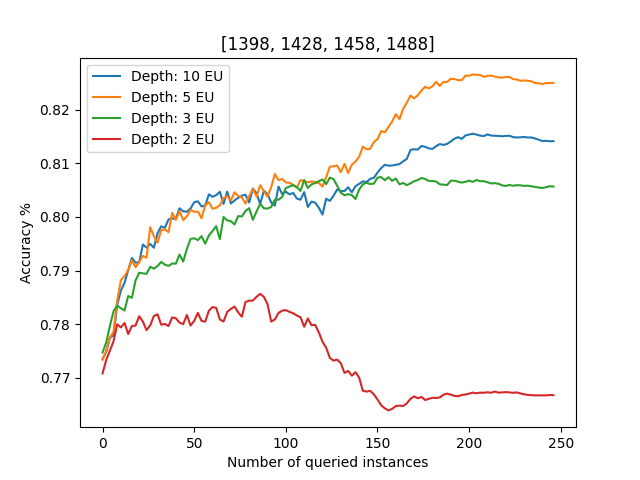 [1398, 1428, 1458, 1488]
Depth: 10 EU
Depth: 5 EU
Depth: 3 EU
Depth: 2 EU
Accuracy %
0.82
0.81
0.80
0.79
0.78
0.77
0 50 100 150 200 250
Number of queried instances